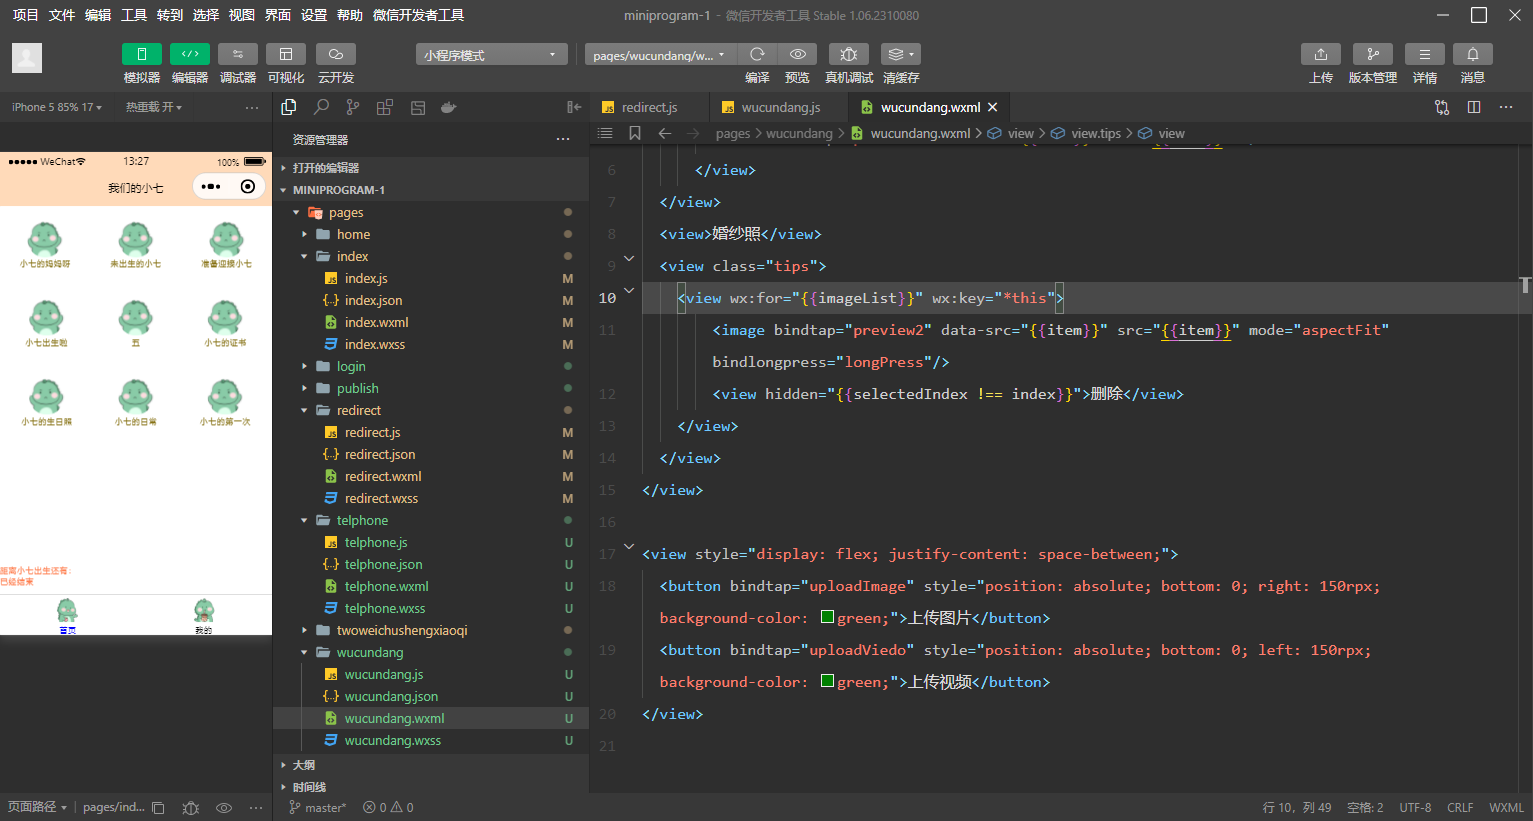 项目 文件 编辑 工具 转到 选择 视图 界面 设置 帮助 微信开发者工具
miniprogram-1 - 微信开发者工具 Stable 1.06.2310080
模拟器 编辑器 调试器 可视化 云开发
小程序模式
pages/wucundang/w...
编译 预览 真机调试 清缓存
上传 版本管理 详情 消息
iPhone 5 85% 17
热重载 开
WeChat
13:27
100%
我们的小七
小七的妈妈呀
未出生的小七
准备迎接小七
小七出生啦
五
小七的证书
小七的生日照
小七的日常
小七的第一次
距离小七出生还有:
已经结束
首页
我的
页面路径
pages/ind...
资源管理器
打开的编辑器
MINIPROGRAM-1
pages
home
index
index.js M
index.json M
index.wxml M
index.wxss M
login
publish
redirect
redirect.js M
redirect.json M
redirect.wxml M
redirect.wxss M
telphone
telphone.js U
telphone.json U
telphone.wxml U
telphone.wxss U
twoweichushengxiaoqi
wucundang
wucundang.js U
wucundang.json U
wucundang.wxml U
wucundang.wxss U
大纲
时间线
master*
0 0
redirect.js
wucundang.js
wucundang.wxml
pages > wucundang > wucundang.wxml > view > view.tips > view
6 </view>
7 </view>
8 <view>婚纱照</view>
9 <view class="tips">
10 <view wx:for="{{imageList}}" wx:key="*this">
11 <image bindtap="preview2" data-src="{{item}}" src="{{item}}" mode="aspectFit"
bindlongpress="longPress"/>
12 <view hidden="{{selectedIndex !== index}}">删除</view>
13 </view>
14 </view>
15 </view>
16
17 <view style="display: flex; justify-content: space-between;">
18 <button bindtap="uploadImage" style="position: absolute; bottom: 0; right: 150rpx;
background-color: green;">上传图片</button>
19 <button bindtap="uploadViedo" style="position: absolute; bottom: 0; left: 150rpx;
background-color: green;">上传视频</button>
20 </view>
21
行 10, 列 49
空格: 2
UTF-8
CRLF
WXML